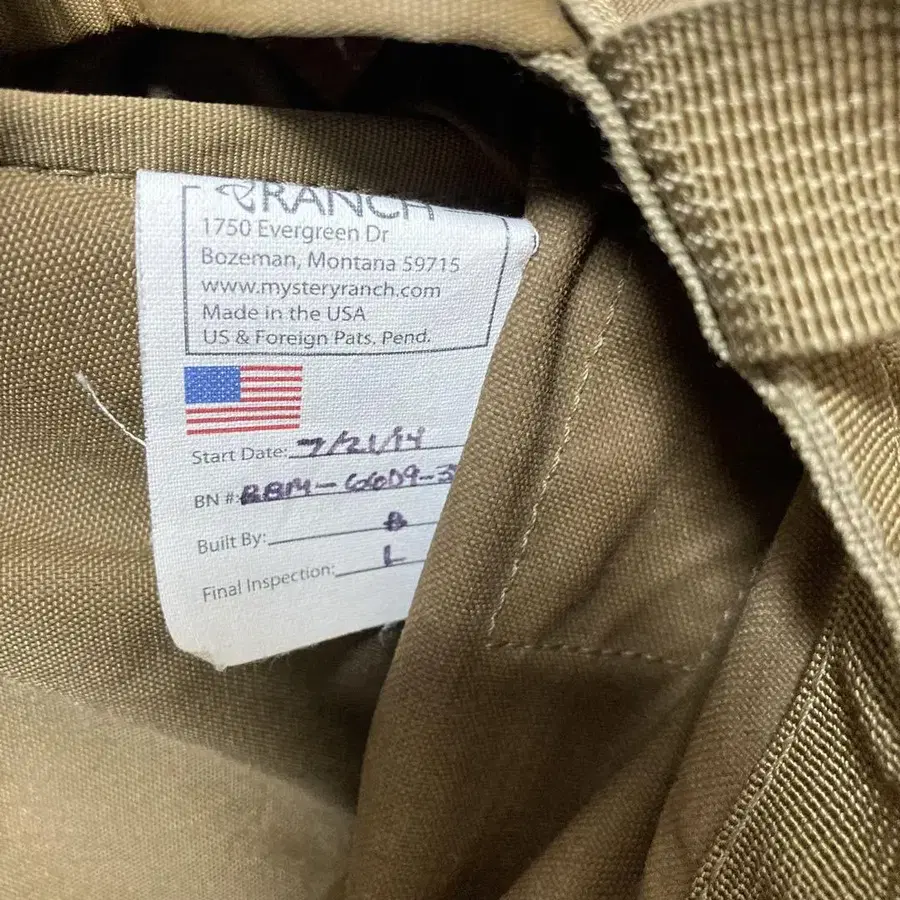 RANCH
1750 Evergreen Dr
Bozeman, Montana 59715
www.mysteryranch.com
Made in the USA
US & Foreign Pats. Pend.
Start Date: 7/21/14
BN #:
Built By: B
Final Inspection: L